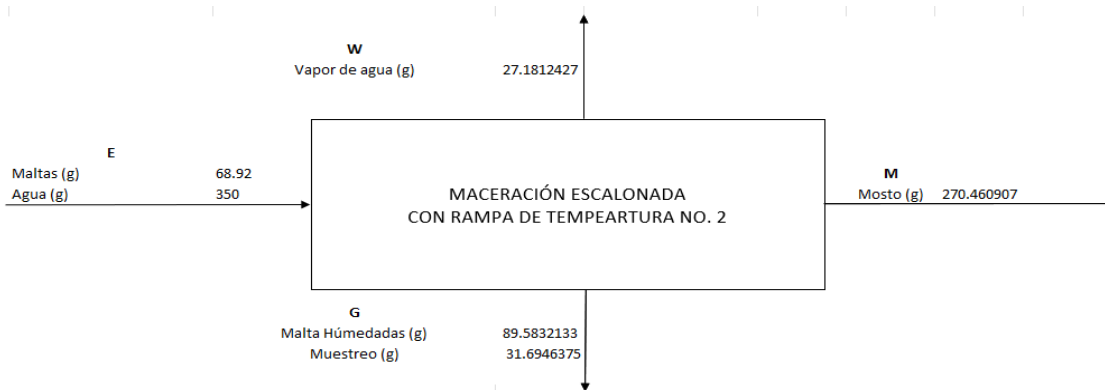 W
Vapor de agua (g) 27.1812427
E
Maltas (g) 68.92
Agua (g) 350
MACERACIÓN ESCALONADA
CON RAMPA DE TEMPEARTURA NO. 2
M
Mosto (g) 270.460907
G
Malta Húmedadas (g) 89.5832133
Muestreo (g) 31.6946375